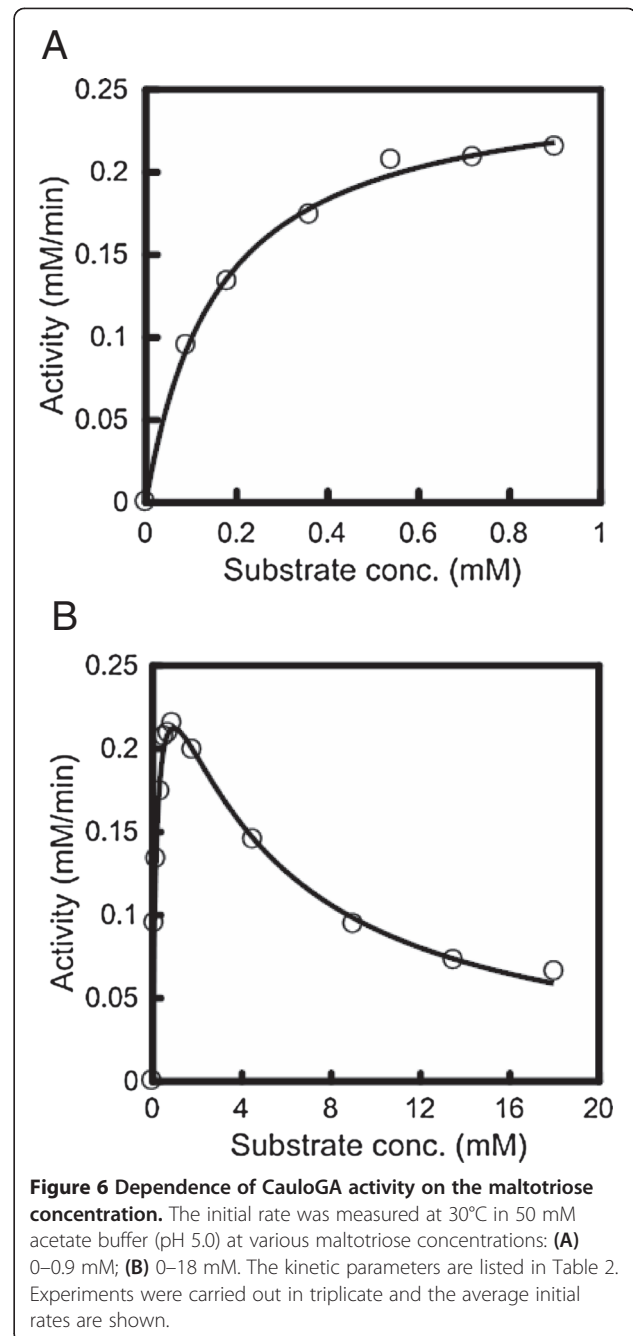 A
0.25
0.2
0.15
0.1
0.05
0
Activity (mM/min)
0 0.2 0.4 0.6 0.8 1
Substrate conc. (mM)
B
0.25
0.2
0.15
0.1
0.05
0
Activity (mM/min)
0 4 8 12 16 20
Substrate conc. (mM)
Figure 6 Dependence of CauloGA activity on the maltotriose
concentration. The initial rate was measured at 30°C in 50 mM
acetate buffer (pH 5.0) at various maltotriose concentrations: (A)
0–0.9 mM; (B) 0–18 mM. The kinetic parameters are listed in Table 2.
Experiments were carried out in triplicate and the average initial
rates are shown.